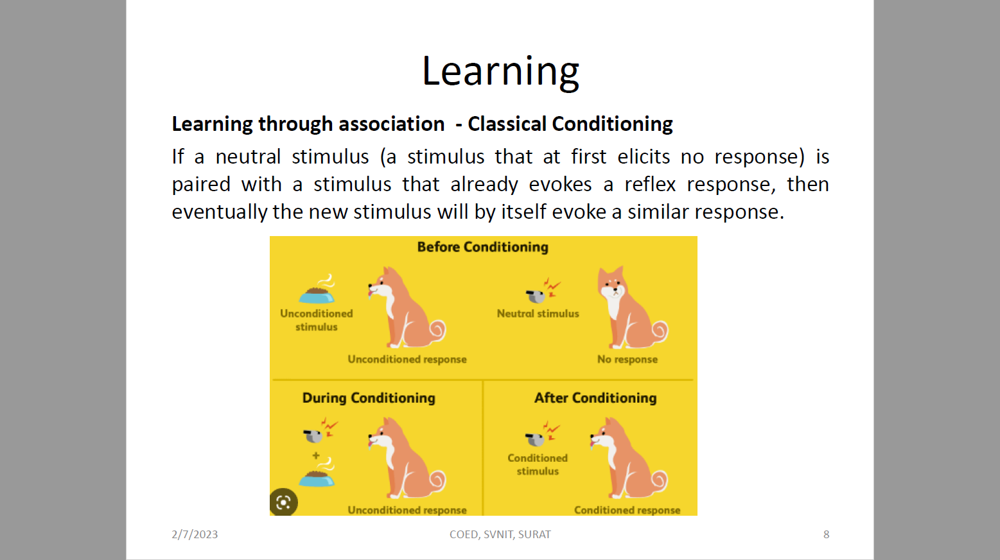 Learning
Learning through association - Classical Conditioning
If a neutral stimulus (a stimulus that at first elicits no response) is
paired with a stimulus that already evokes a reflex response, then
eventually the new stimulus will by itself evoke a similar response.
Before Conditioning
Unconditioned
stimulus
Unconditioned response
Neutral stimulus
No response
During Conditioning
+
Unconditioned response
After Conditioning
Conditioned
stimulus
Conditioned response
2/7/2023
COED, SVNIT, SURAT
8